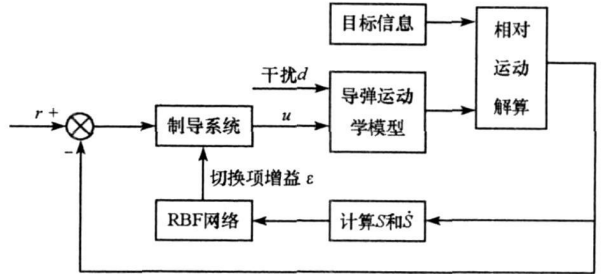 目标信息
相对
运动
解算
干扰d
导弹运动
学模型
r +
−
制导系统
u
切换项增益 ε
RBF网络
计算S和Ṡ